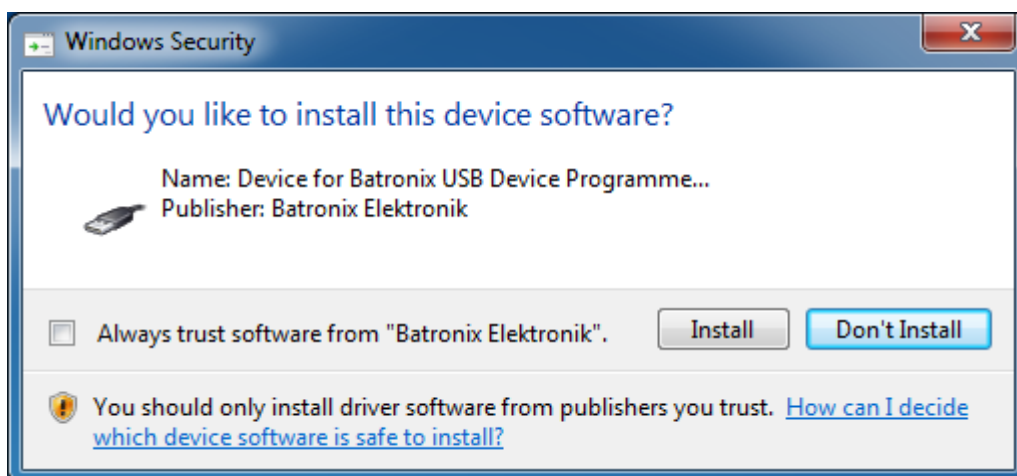 Windows Security
Would you like to install this device software?
Name: Device for Batronix USB Device Programme...
Publisher: Batronix Elektronik
Always trust software from "Batronix Elektronik".
Install
Don't Install
You should only install driver software from publishers you trust. How can I decide
which device software is safe to install?